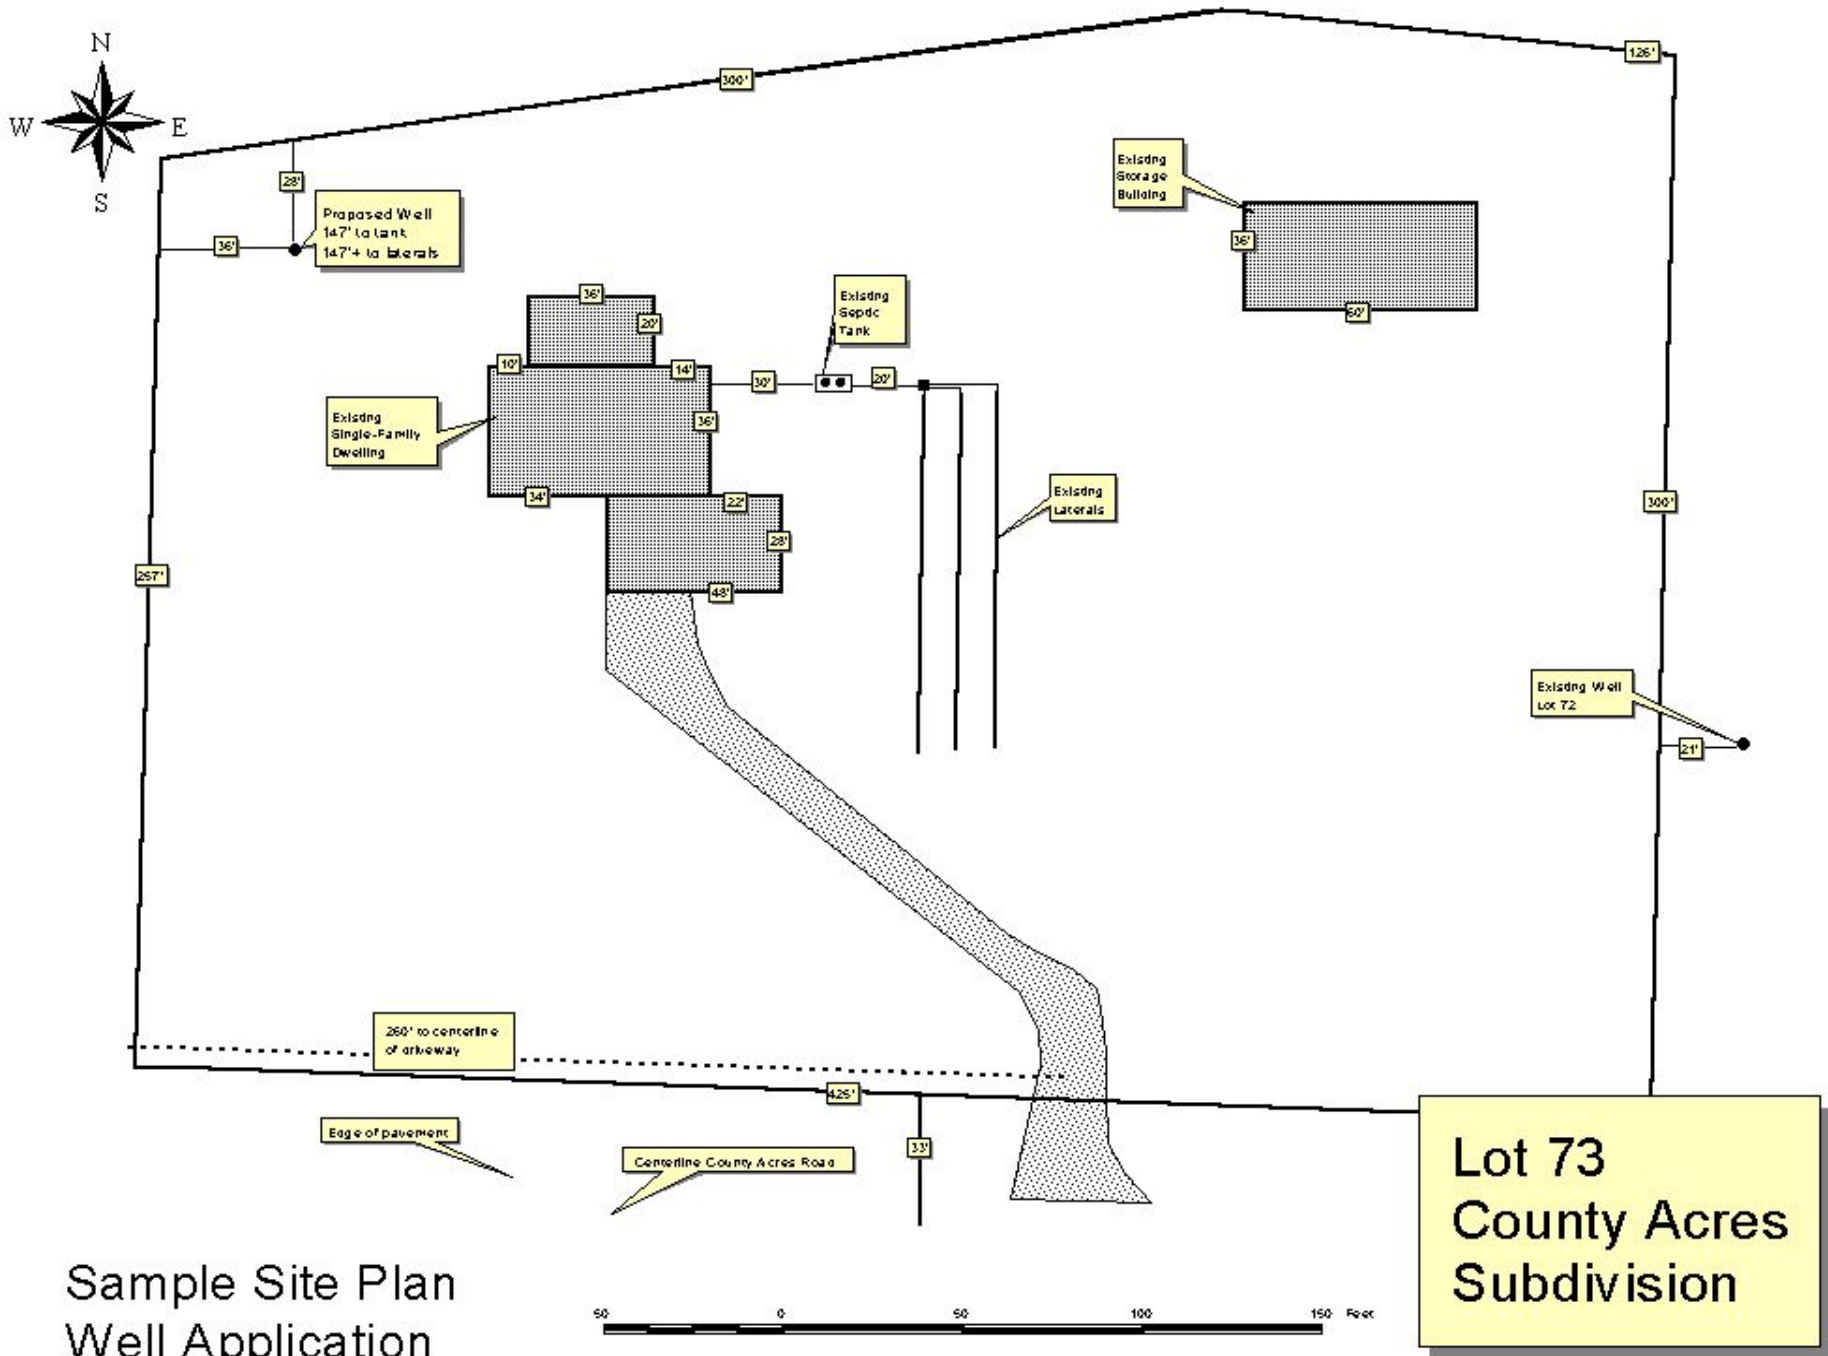 N
W E
S
300'
126'
28'
36'
Proposed Well
147' to tank
147'+ to laterals
Existing
Storage
Building
36'
60'
36'
20'
10'
14'
Existing
Septic
Tank
30'
20'
Existing
Single-Family
Dwelling
36'
34'
22'
28'
48'
Existing
Laterals
300'
267'
Existing Well
Lot 72
21'
260' to centerline
of driveway
425'
Edge of pavement
Centerline County Acres Road
33'
Lot 73
County Acres
Subdivision
Sample Site Plan
Well Application
50 0 50 100 150 Feet